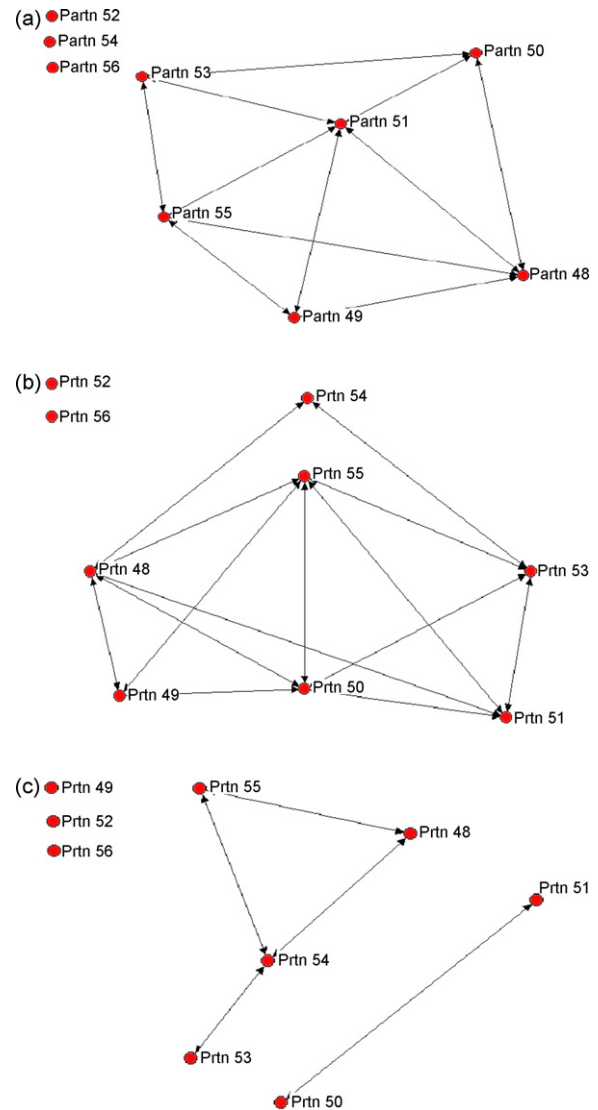 (a)
Partn 52
Partn 54
Partn 56
Partn 53
Partn 50
Partn 51
Partn 55
Partn 48
Partn 49
(b)
Prtn 52
Prtn 56
Prtn 54
Prtn 55
Prtn 48
Prtn 53
Prtn 49
Prtn 50
Prtn 51
(c)
Prtn 49
Prtn 52
Prtn 56
Prtn 55
Prtn 48
Prtn 51
Prtn 54
Prtn 53
Prtn 50